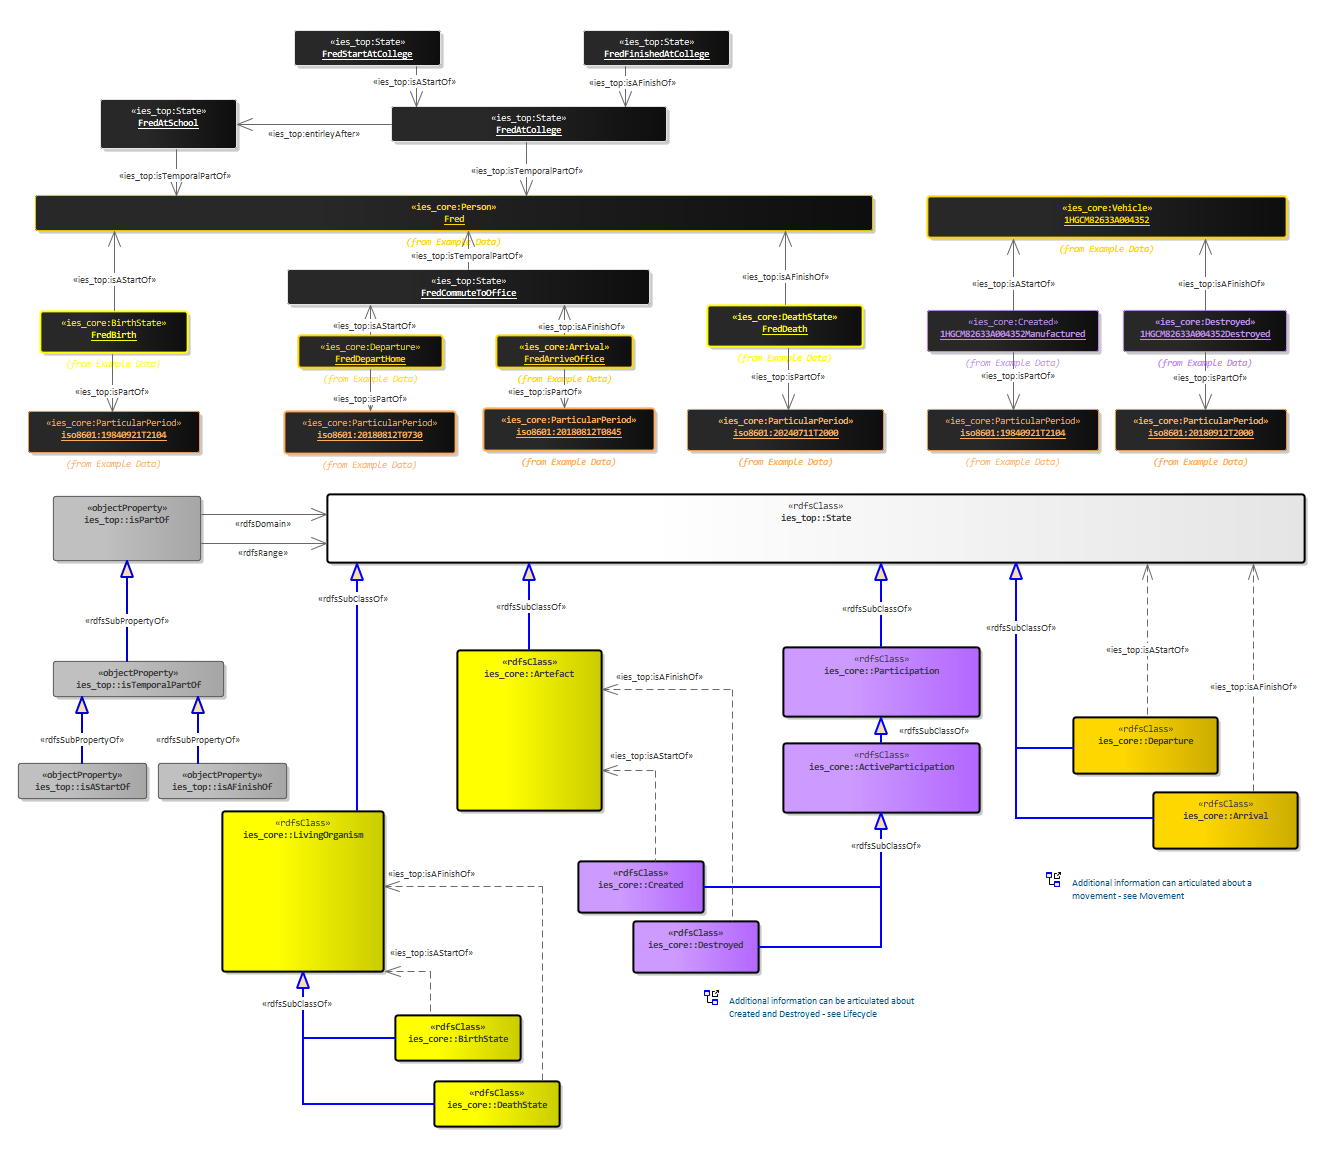 «ies_top:State»
FredStartAtCollege
«ies_top:State»
FredFinishedAtCollege
«ies_top:isAStartOf»
«ies_top:isAFinishOf»
«ies_top:State»
FredAtSchool
«ies_top:State»
FredAtCollege
«ies_top:entirleyAfter»
«ies_top:isTemporalPartOf»
«ies_top:isTemporalPartOf»
«ies_core:Person»
Fred
(from Example Data)
«ies_core:Vehicle»
1HGCM82633A004352
(from Example Data)
«ies_top:isTemporalPartOf»
«ies_top:isAStartOf»
«ies_top:State»
FredCommuteToOffice
«ies_top:isAFinishOf»
«ies_top:isAStartOf»
«ies_top:isAFinishOf»
«ies_core:BirthState»
FredBirth
(from Example Data)
«ies_top:isAStartOf»
«ies_top:isAFinishOf»
«ies_core:Departure»
FredDepartHome
(from Example Data)
«ies_core:Arrival»
FredArriveOffice
(from Example Data)
«ies_core:DeathState»
FredDeath
(from Example Data)
«ies_core:Created»
1HGCM82633A004352Manufactured
(from Example Data)
«ies_core:Destroyed»
1HGCM82633A004352Destroyed
(from Example Data)
«ies_top:isPartOf»
«ies_top:isPartOf»
«ies_top:isPartOf»
«ies_top:isPartOf»
«ies_top:isPartOf»
«ies_top:isPartOf»
«ies_core:ParticularPeriod»
iso8601:19840921T2104
(from Example Data)
«ies_core:ParticularPeriod»
iso8601:20180812T0730
(from Example Data)
«ies_core:ParticularPeriod»
iso8601:20180812T0845
(from Example Data)
«ies_core:ParticularPeriod»
iso8601:20240711T2000
(from Example Data)
«ies_core:ParticularPeriod»
iso8601:19840921T2104
(from Example Data)
«ies_core:ParticularPeriod»
iso8601:20180912T2000
(from Example Data)
«objectProperty»
ies_top::isPartOf
«rdfsDomain»
«rdfsRange»
«rdfsClass»
ies_top::State
«rdfsSubPropertyOf»
«rdfsSubClassOf»
«rdfsSubClassOf»
«rdfsSubClassOf»
«rdfsSubClassOf»
«ies_top:isAStartOf»
«ies_top:isAFinishOf»
«objectProperty»
ies_top::isTemporalPartOf
«rdfsSubPropertyOf»
«rdfsSubPropertyOf»
«objectProperty»
ies_top::isAStartOf
«objectProperty»
ies_top::isAFinishOf
«rdfsClass»
ies_core::Artefact
«ies_top:isAFinishOf»
«ies_top:isAStartOf»
«rdfsClass»
ies_core::Participation
«rdfsSubClassOf»
«rdfsClass»
ies_core::ActiveParticipation
«rdfsSubClassOf»
«rdfsClass»
ies_core::Departure
«rdfsClass»
ies_core::Arrival
«rdfsClass»
ies_core::LivingOrganism
«ies_top:isAFinishOf»
«ies_top:isAStartOf»
«rdfsClass»
ies_core::Created
«rdfsClass»
ies_core::Destroyed
Additional information can articulated about a
movement - see Movement
Additional information can be articulated about
Created and Destroyed - see Lifecycle
«rdfsSubClassOf»
«rdfsClass»
ies_core::BirthState
«rdfsClass»
ies_core::DeathState